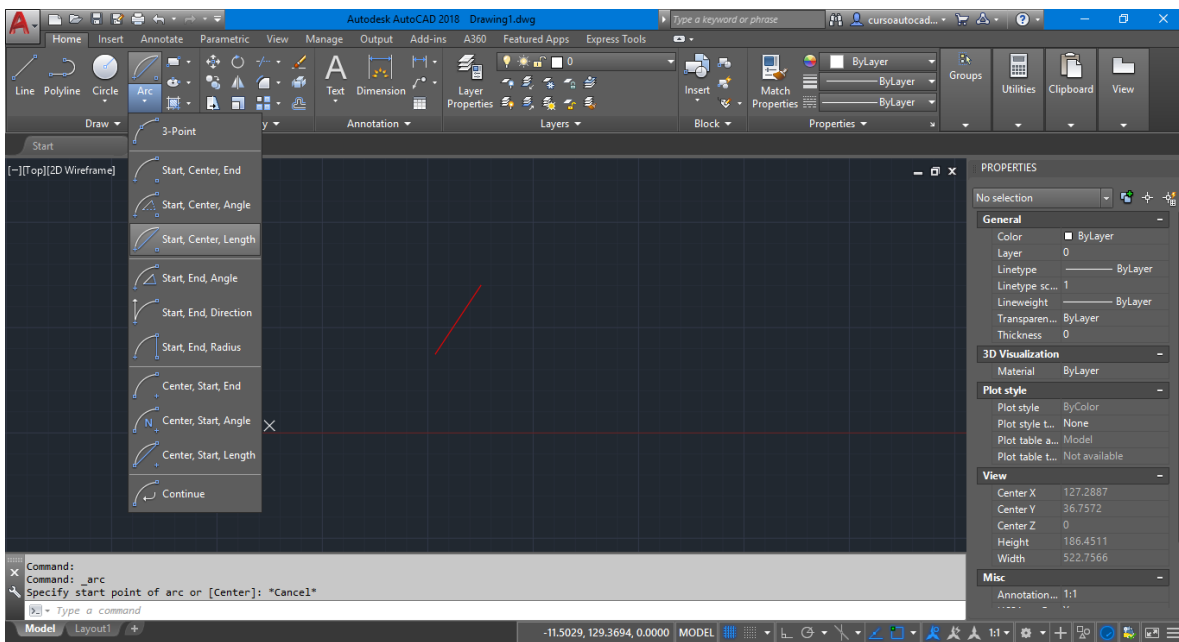 Autodesk AutoCAD 2018 Drawing1.dwg
Type a keyword or phrase
cursoautocad...
Home Insert Annotate Parametric View Manage Output Add-ins A360 Featured Apps Express Tools
0
ByLayer
ByLayer
ByLayer
Line Polyline Circle Arc
Text Dimension
Layer Properties
Insert
Match Properties
Groups
Utilities
Clipboard
View
Draw
Annotation
Layers
Block
Properties
Start
[−][Top][2D Wireframe]
3-Point
Start, Center, End
Start, Center, Angle
Start, Center, Length
Start, End, Angle
Start, End, Direction
Start, End, Radius
Center, Start, End
Center, Start, Angle
Center, Start, Length
Continue
PROPERTIES
No selection
General
Color ByLayer
Layer 0
Linetype ByLayer
Linetype sc... 1
Lineweight ByLayer
Transparen... ByLayer
Thickness 0
3D Visualization
Material ByLayer
Plot style
Plot style ByColor
Plot style t... None
Plot table a... Model
Plot table t... Not available
View
Center X 127.2887
Center Y 36.7572
Center Z 0
Height 186.4511
Width 522.7566
Misc
Annotation... 1:1
Command:
Command: _arc
Specify start point of arc or [Center]: *Cancel*
Type a command
Model Layout1 +
-11.5029, 129.3694, 0.0000 MODEL
1:1